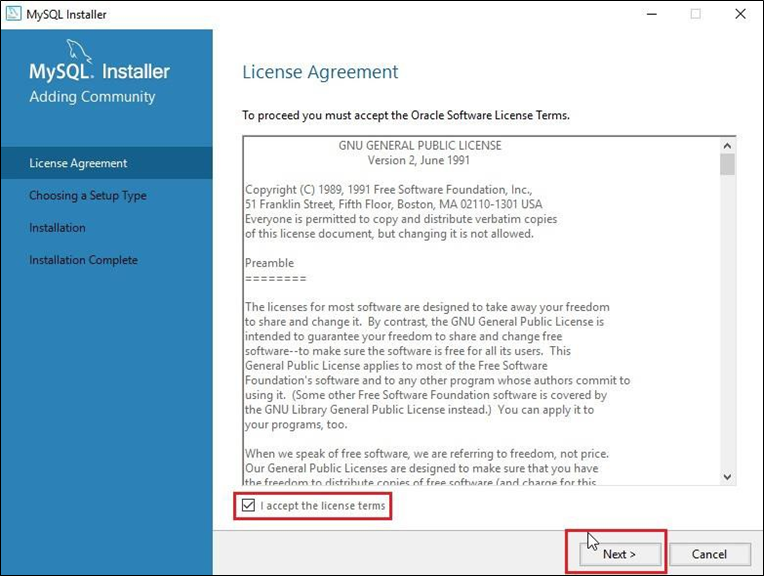 MySQL Installer
MySQL. Installer
Adding Community
License Agreement
Choosing a Setup Type
Installation
Installation Complete
License Agreement
To proceed you must accept the Oracle Software License Terms.
GNU GENERAL PUBLIC LICENSE
Version 2, June 1991
Copyright (C) 1989, 1991 Free Software Foundation, Inc.,
51 Franklin Street, Fifth Floor, Boston, MA 02110-1301 USA
Everyone is permitted to copy and distribute verbatim copies
of this license document, but changing it is not allowed.
Preamble
========
The licenses for most software are designed to take away your freedom
to share and change it.  By contrast, the GNU General Public License is
intended to guarantee your freedom to share and change free
software--to make sure the software is free for all its users.  This
General Public License applies to most of the Free Software
Foundation's software and to any other program whose authors commit to
using it.  (Some other Free Software Foundation software is covered by
the GNU Library General Public License instead.)  You can apply it to
your programs, too.
When we speak of free software, we are referring to freedom, not price.
Our General Public Licenses are designed to make sure that you have
the freedom to distribute copies of free software (and charge for this
I accept the license terms
Next >
Cancel